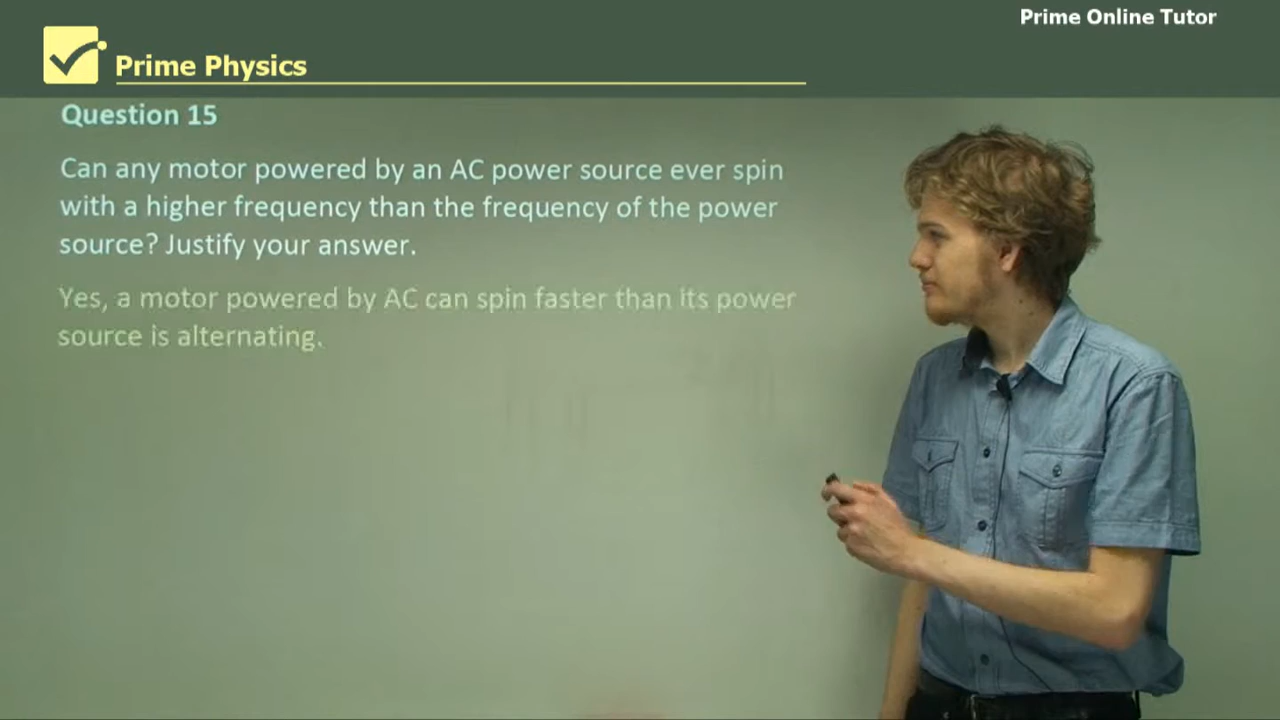 Prime Online Tutor
Prime Physics
Question 15
Can any motor powered by an AC power source ever spin
with a higher frequency than the frequency of the power
source? Justify your answer.
Yes, a motor powered by AC can spin faster than its power
source is alternating.